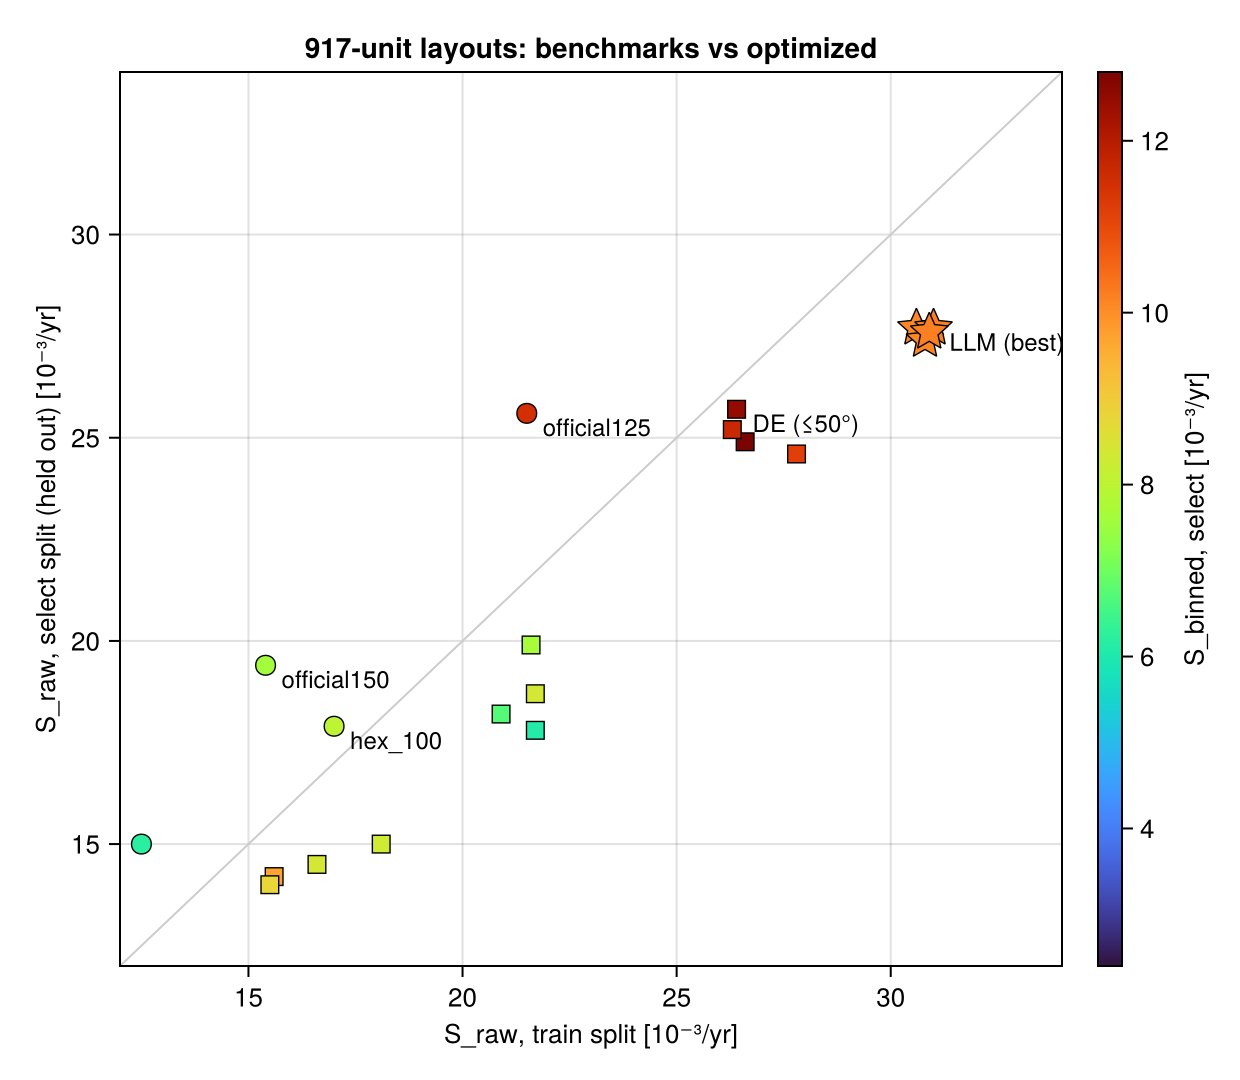 917-unit layouts: benchmarks vs optimized
S_raw, select split (held out) [10⁻³/yr]
30
25
20
15
LLM (best)
official125
DE (≤50°)
official150
hex_100
15
20
25
30
S_raw, train split [10⁻³/yr]
12
10
8
6
4
S_binned, select [10⁻³/yr]